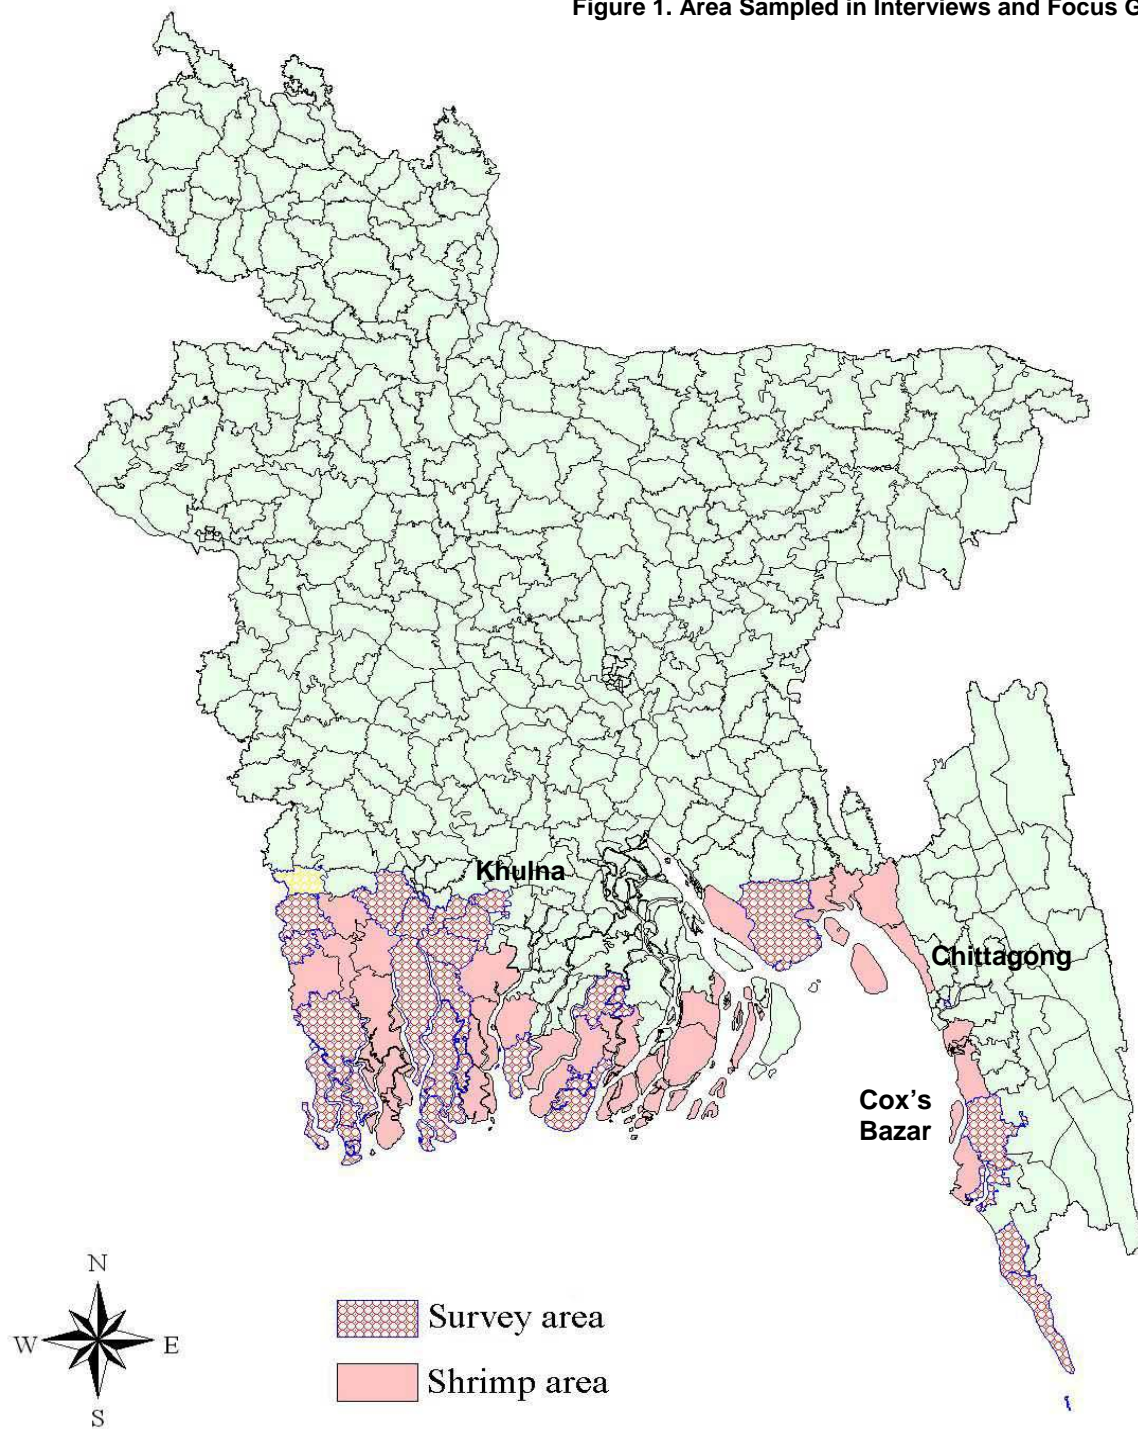 Figure 1. Area Sampled in Interviews and Focus G
Khulna
Chittagong
Cox's
Bazar
N
W
E
S
Survey area
Shrimp area